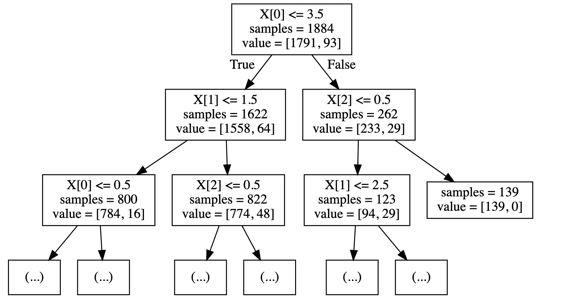 X[0] <= 3.5
samples = 1884
value = [1791, 93]
True
False
X[1] <= 1.5
samples = 1622
value = [1558, 64]
X[2] <= 0.5
samples = 262
value = [233, 29]
X[0] <= 0.5
samples = 800
value = [784, 16]
X[2] <= 0.5
samples = 822
value = [774, 48]
X[1] <= 2.5
samples = 123
value = [94, 29]
samples = 139
value = [139, 0]
(...)
(...)
(...)
(...)
(...)
(...)